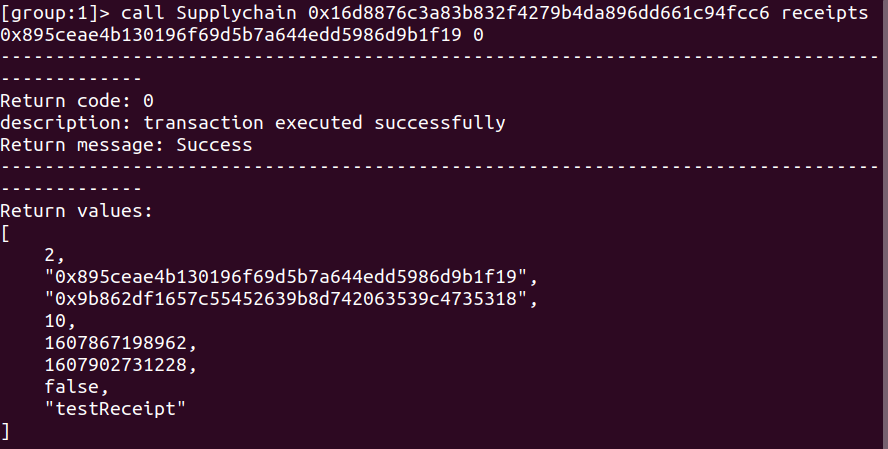 [group:1]> call Supplychain 0x16d8876c3a83b832f4279b4da896dd661c94fcc6 receipts
0x895ceae4b130196f69d5b7a644edd5986d9b1f19 0
--------------------------------------------------------------------------------
-------------
Return code: 0
description: transaction executed successfully
Return message: Success
--------------------------------------------------------------------------------
-------------
Return values:
[
    2,
    "0x895ceae4b130196f69d5b7a644edd5986d9b1f19",
    "0x9b862df1657c55452639b8d742063539c4735318",
    10,
    1607867198962,
    1607902731228,
    false,
    "testReceipt"
]